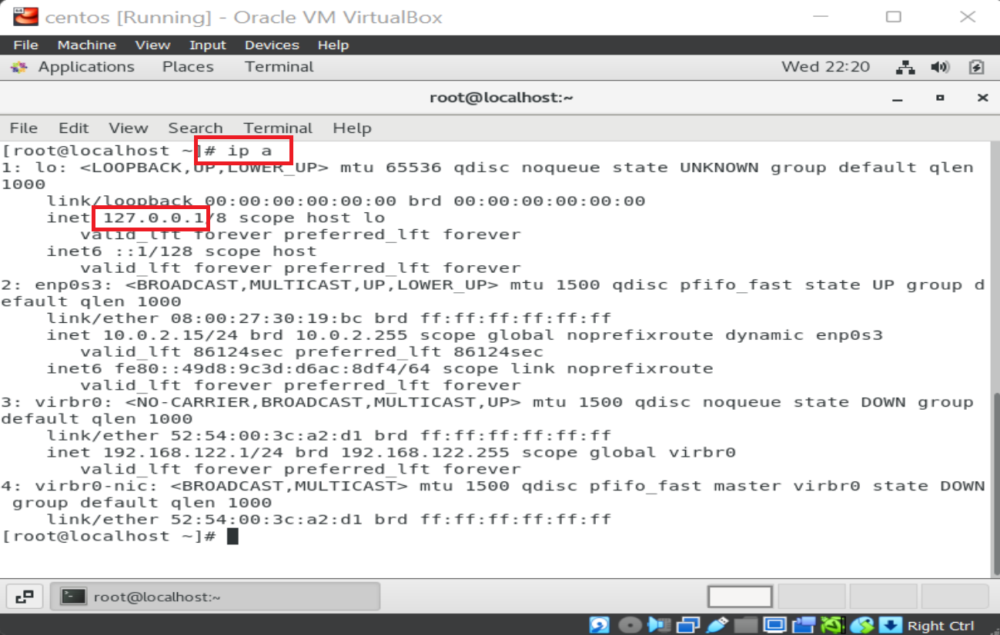 centos [Running] - Oracle VM VirtualBox
File Machine View Input Devices Help
Applications Places Terminal Wed 22:20
root@localhost:~
File Edit View Search Terminal Help
[root@localhost ~]# ip a
1: lo: <LOOPBACK,UP,LOWER_UP> mtu 65536 qdisc noqueue state UNKNOWN group default qlen
1000
link/loopback 00:00:00:00:00:00 brd 00:00:00:00:00:00
inet 127.0.0.1/8 scope host lo
valid_lft forever preferred_lft forever
inet6 ::1/128 scope host
valid_lft forever preferred_lft forever
2: enp0s3: <BROADCAST,MULTICAST,UP,LOWER_UP> mtu 1500 qdisc pfifo_fast state UP group d
efault qlen 1000
link/ether 08:00:27:30:19:bc brd ff:ff:ff:ff:ff:ff
inet 10.0.2.15/24 brd 10.0.2.255 scope global noprefixroute dynamic enp0s3
valid_lft 86124sec preferred_lft 86124sec
inet6 fe80::49d8:9c3d:d6ac:8df4/64 scope link noprefixroute
valid_lft forever preferred_lft forever
3: virbr0: <NO-CARRIER,BROADCAST,MULTICAST,UP> mtu 1500 qdisc noqueue state DOWN group
default qlen 1000
link/ether 52:54:00:3c:a2:d1 brd ff:ff:ff:ff:ff:ff
inet 192.168.122.1/24 brd 192.168.122.255 scope global virbr0
valid_lft forever preferred_lft forever
4: virbr0-nic: <BROADCAST,MULTICAST> mtu 1500 qdisc pfifo_fast master virbr0 state DOWN
group default qlen 1000
link/ether 52:54:00:3c:a2:d1 brd ff:ff:ff:ff:ff:ff
[root@localhost ~]#
root@localhost:~
Right Ctrl